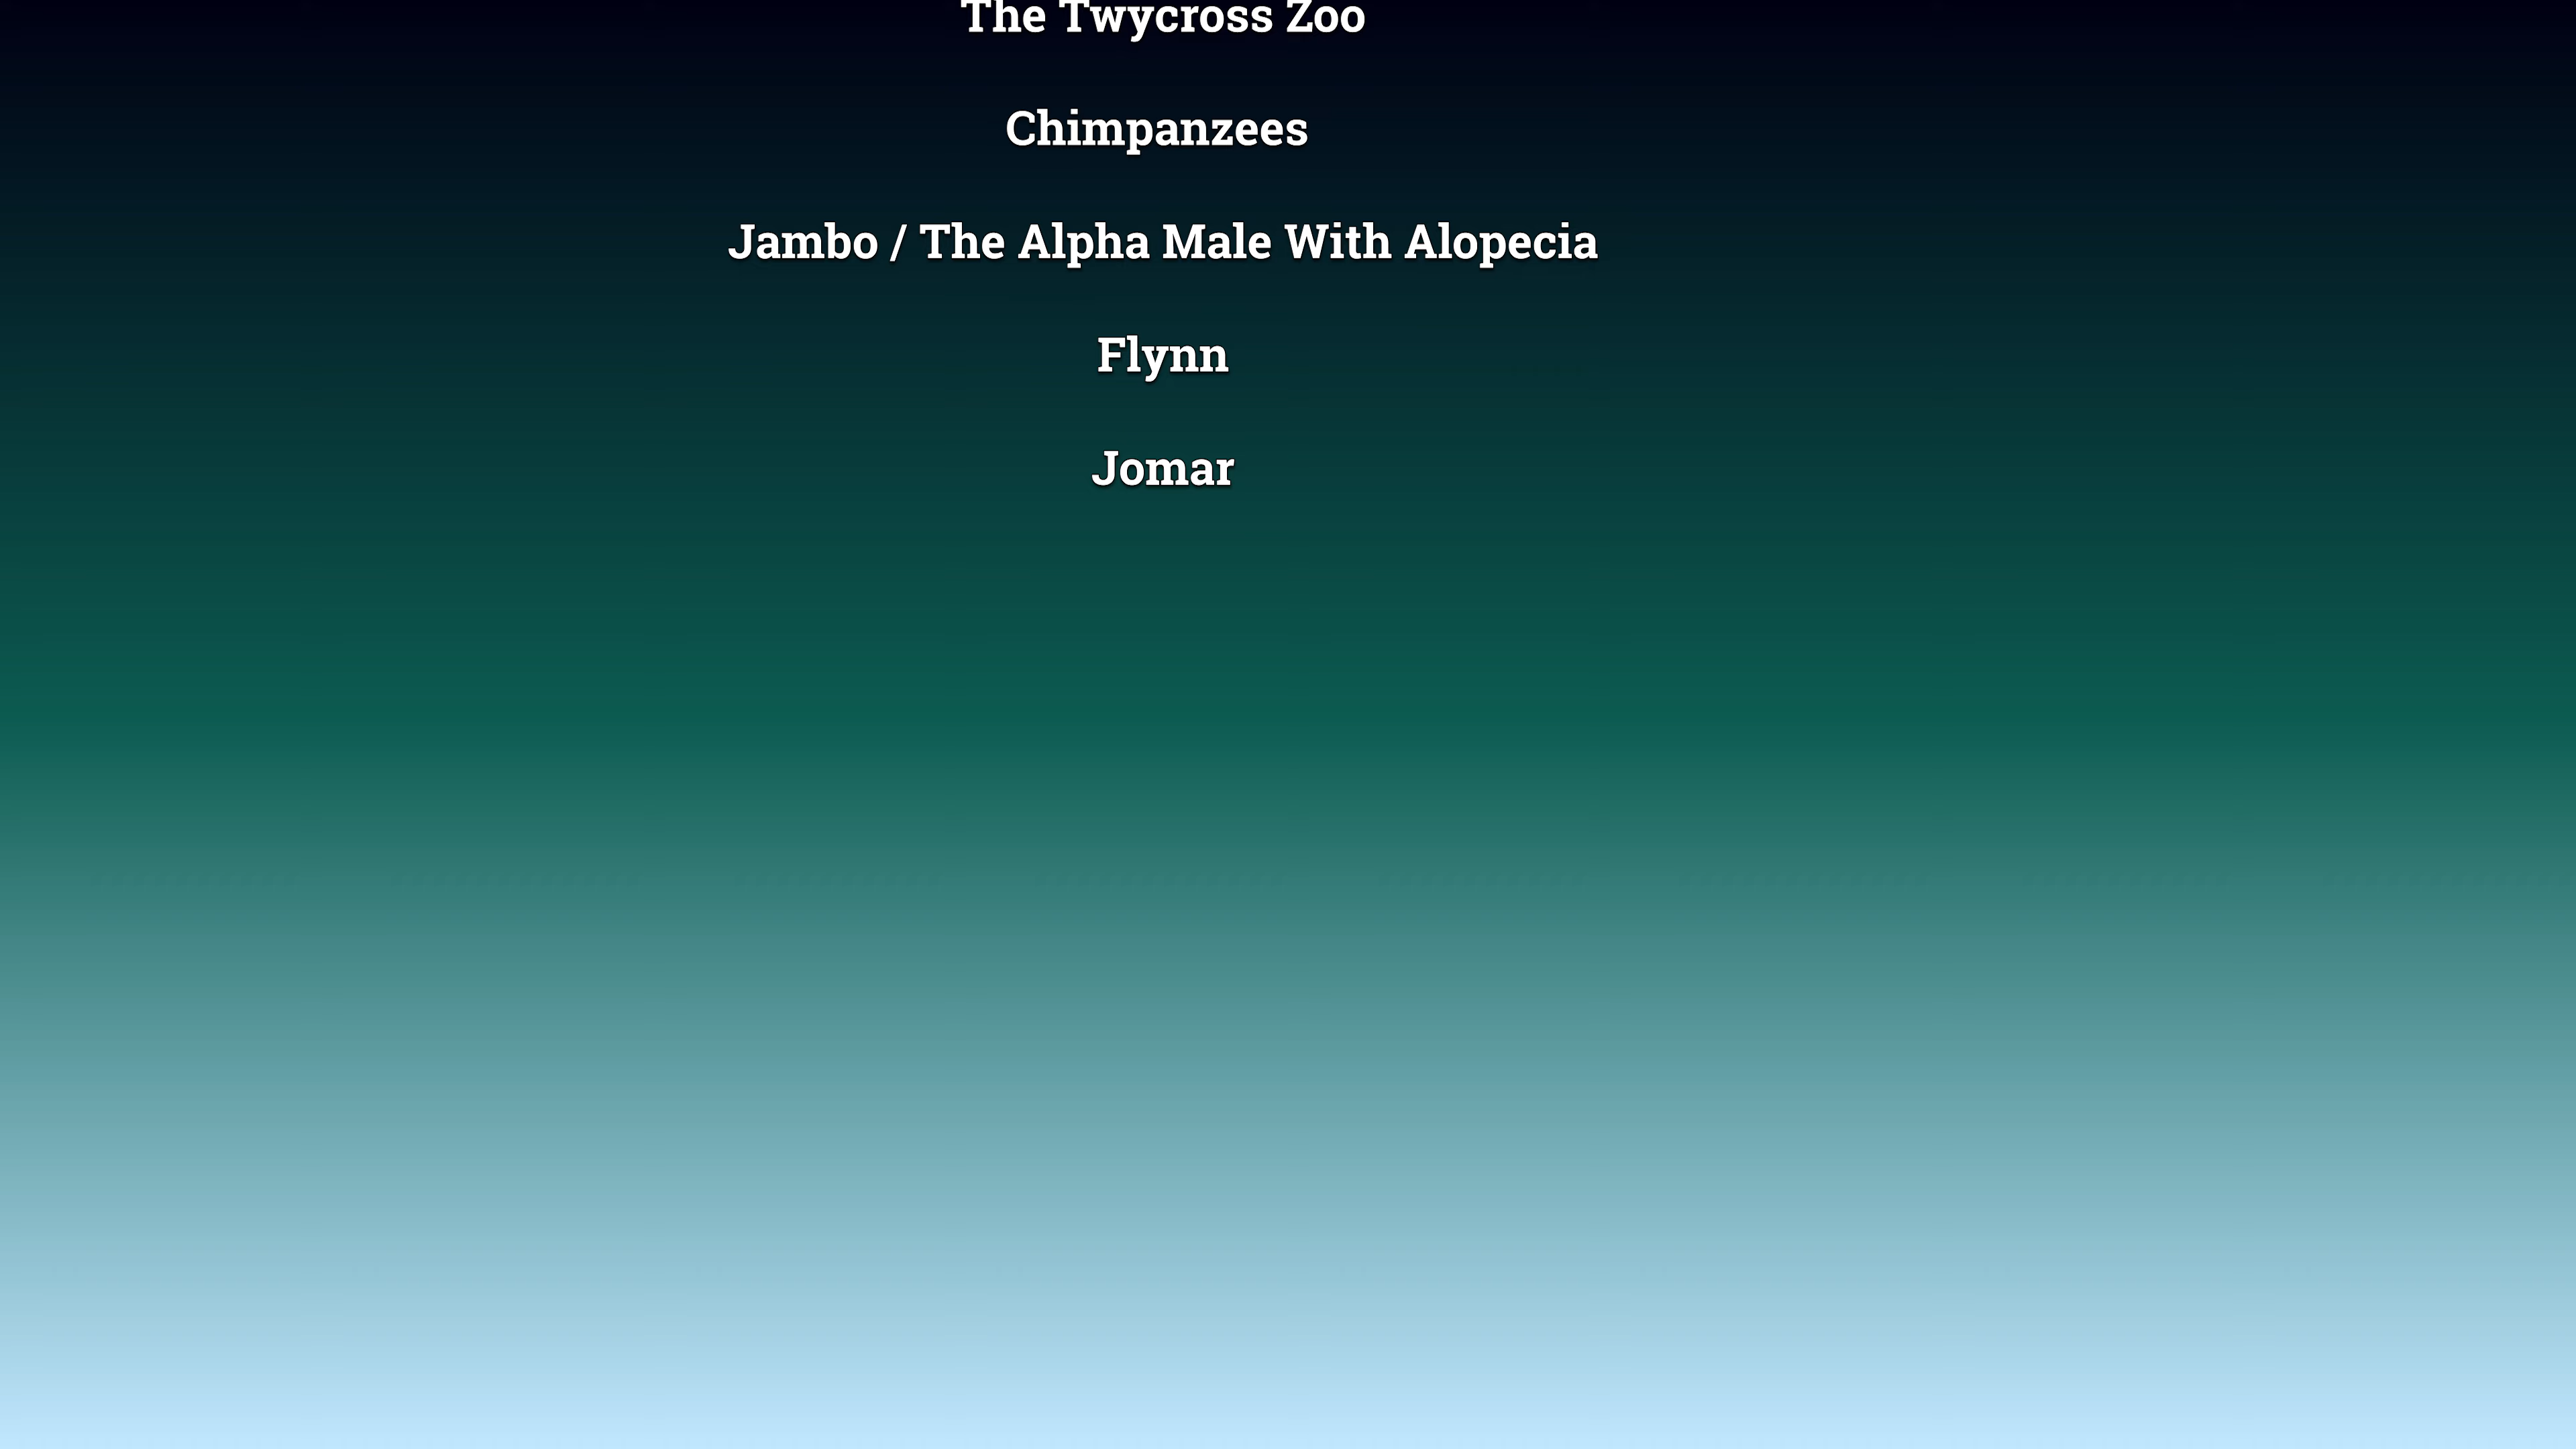 The Twycross Zoo
Chimpanzees
Jambo / The Alpha Male With Alopecia
Flynn
Jomar